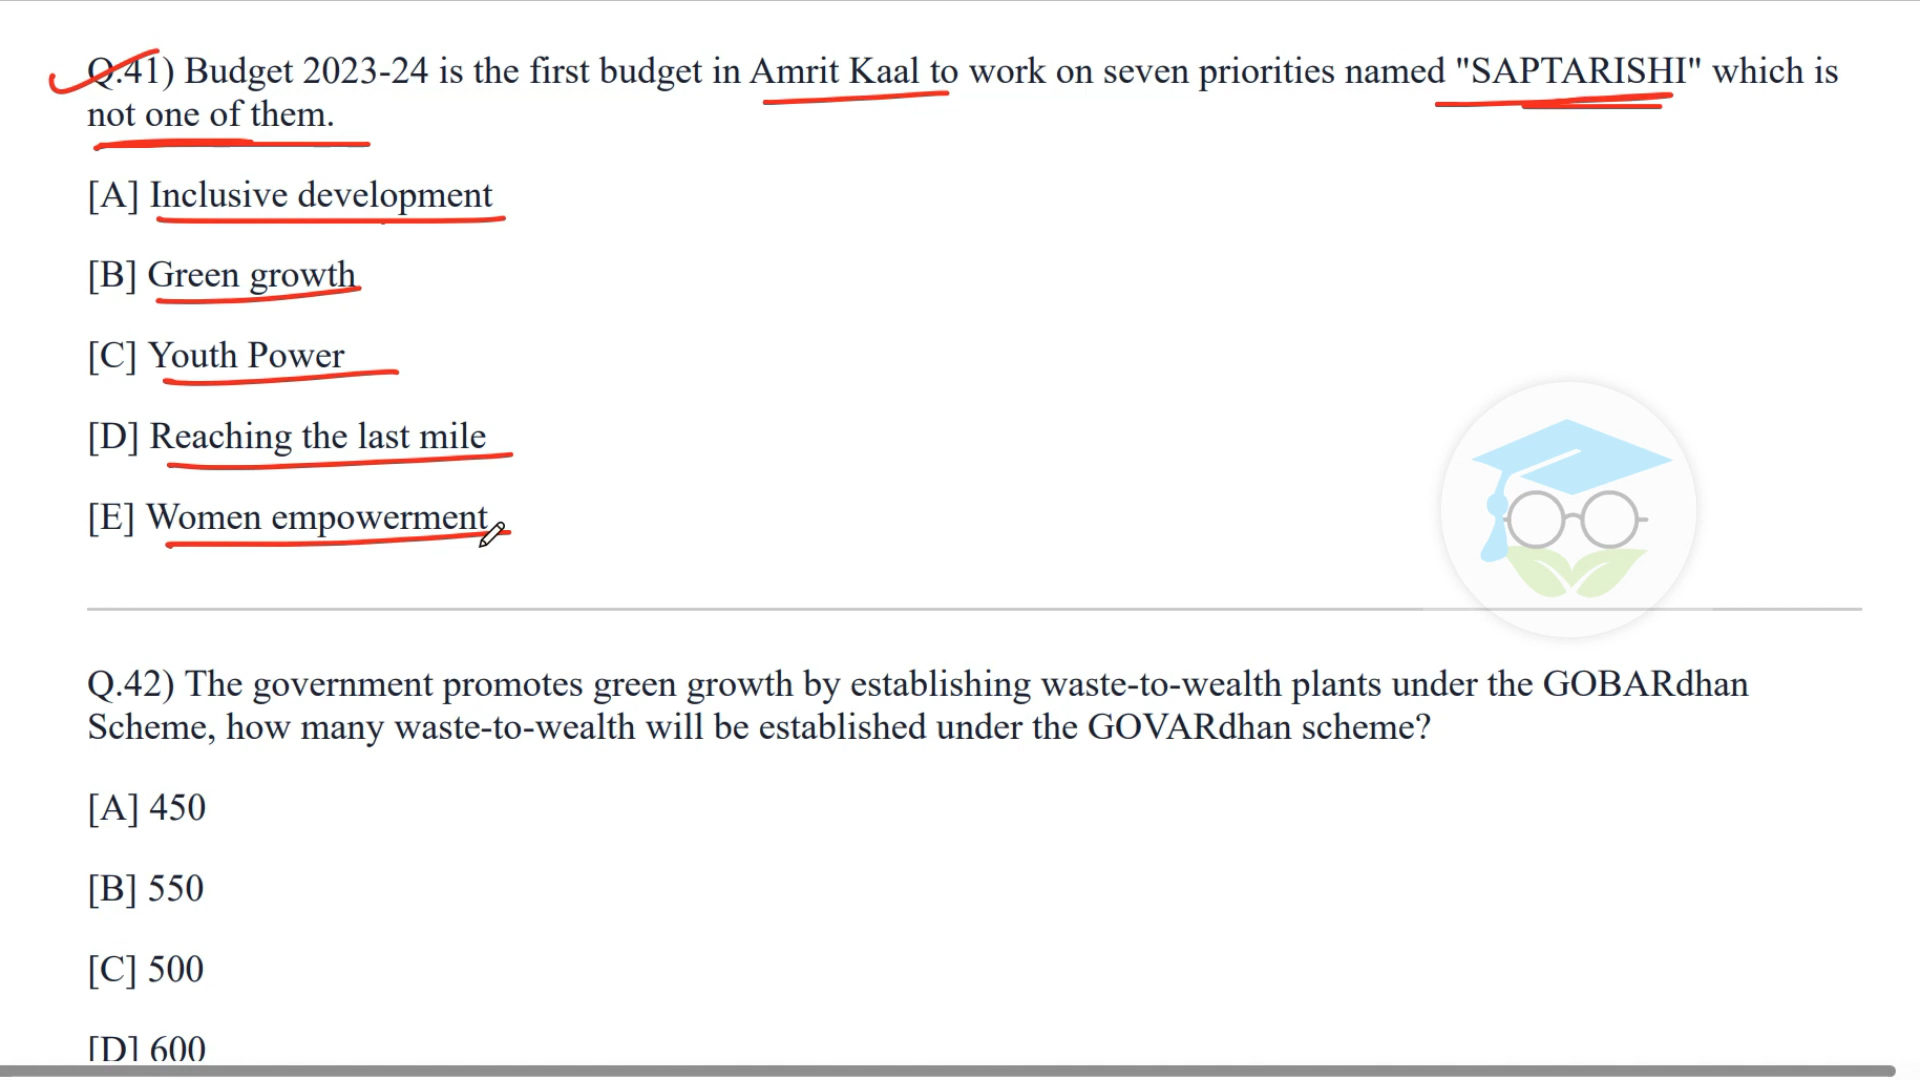 Q.41) Budget 2023-24 is the first budget in Amrit Kaal to work on seven priorities named "SAPTARISHI" which is
not one of them.
[A] Inclusive development
[B] Green growth
[C] Youth Power
[D] Reaching the last mile
[E] Women empowerment
Q.42) The government promotes green growth by establishing waste-to-wealth plants under the GOBARdhan
Scheme, how many waste-to-wealth will be established under the GOVARdhan scheme?
[A] 450
[B] 550
[C] 500
[D] 600